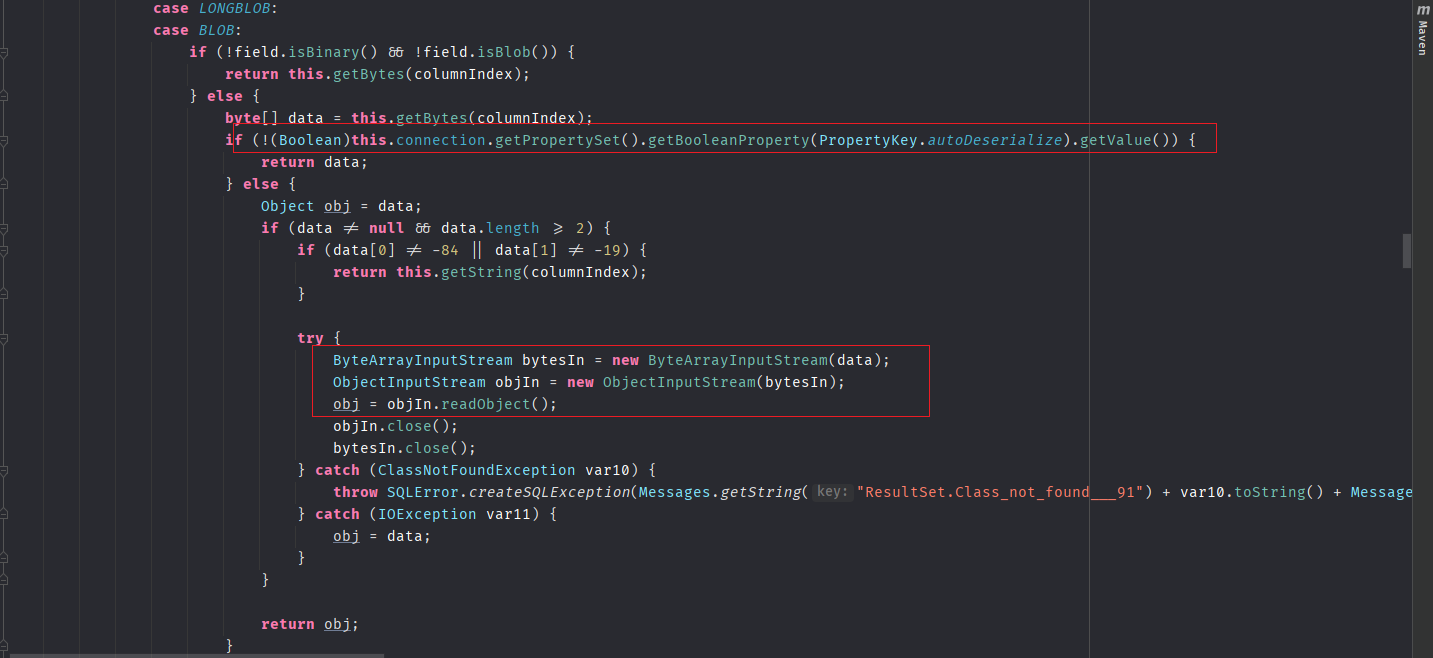 case LONGBLOB:
case BLOB:
if (!field.isBinary() && !field.isBlob()) {
return this.getBytes(columnIndex);
} else {
byte[] data = this.getBytes(columnIndex);
if (!(Boolean)this.connection.getPropertySet().getBooleanProperty(PropertyKey.autoDeserialize).getValue()) {
return data;
} else {
Object obj = data;
if (data ≠ null && data.length ⩾ 2) {
if (data[0] ≠ -84 || data[1] ≠ -19) {
return this.getString(columnIndex);
}
try {
ByteArrayInputStream bytesIn = new ByteArrayInputStream(data);
ObjectInputStream objIn = new ObjectInputStream(bytesIn);
obj = objIn.readObject();
objIn.close();
bytesIn.close();
} catch (ClassNotFoundException var10) {
throw SQLError.createSQLException(Messages.getString( key: "ResultSet.Class_not_found___91") + var10.toString() + Message
} catch (IOException var11) {
obj = data;
}
}
return obj;
}
m
Maven